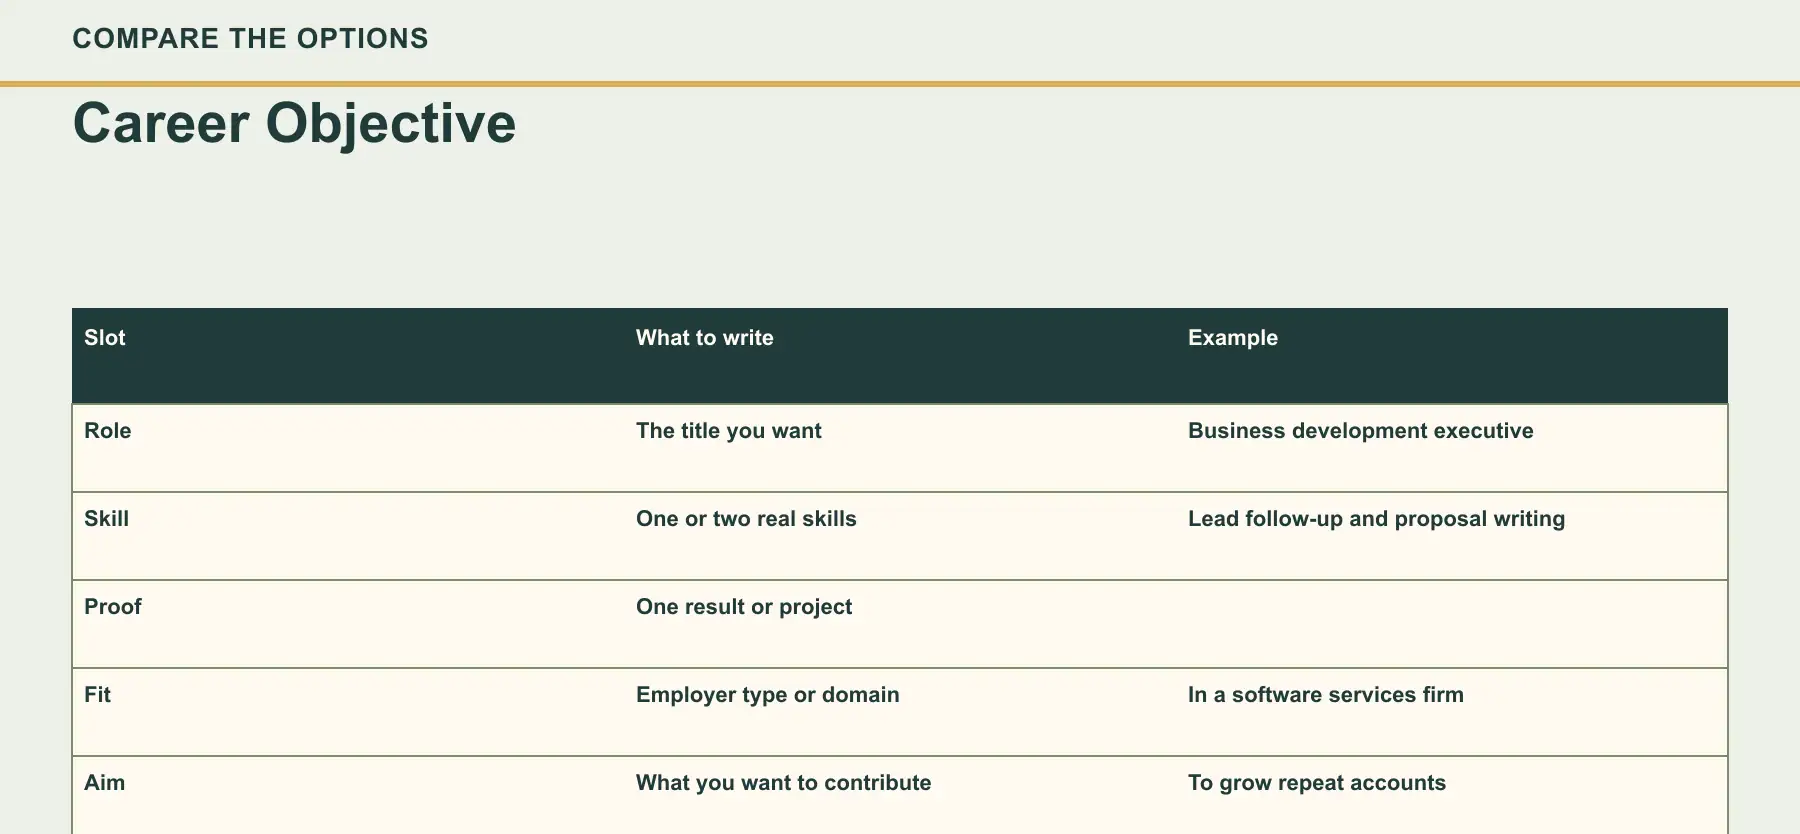 COMPARE THE OPTIONS
Career Objective
Slot What to write Example
Role The title you want Business development executive
Skill One or two real skills Lead follow-up and proposal writing
Proof One result or project
Fit Employer type or domain In a software services firm
Aim What you want to contribute To grow repeat accounts